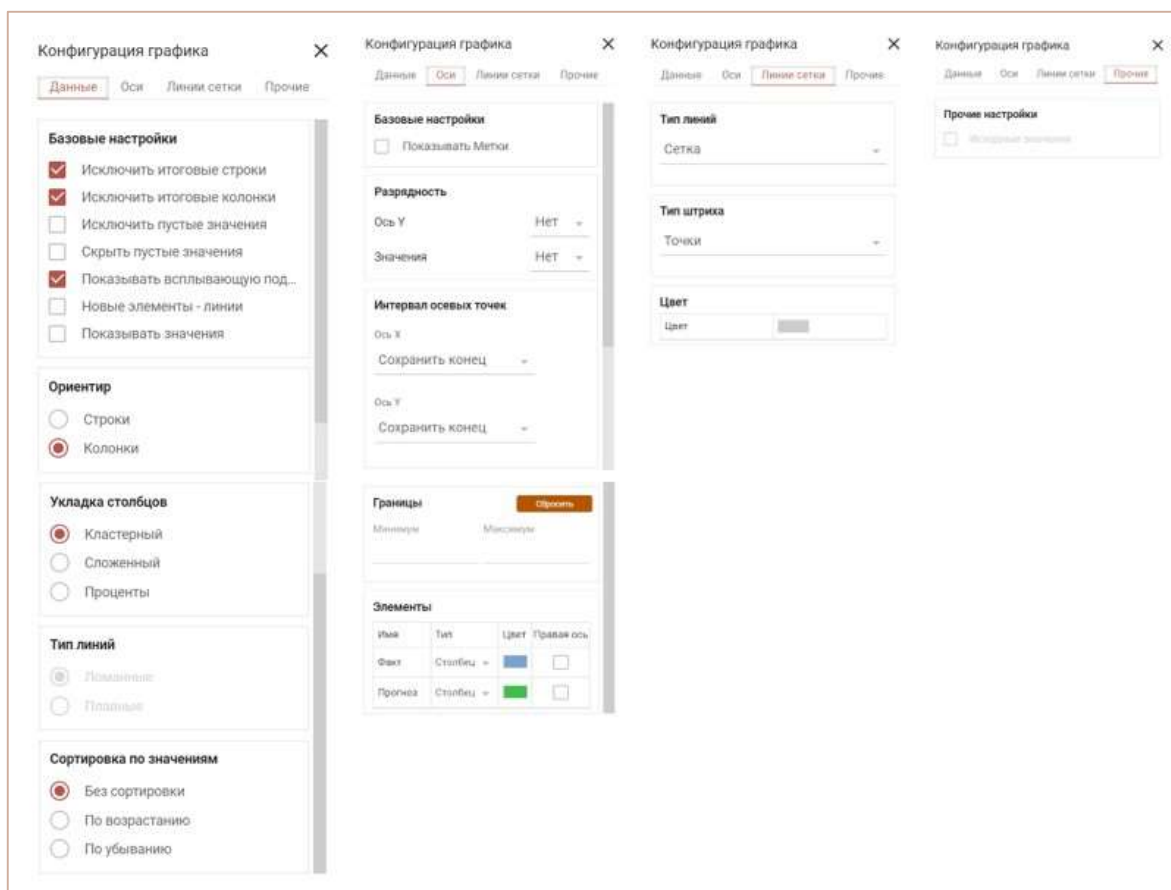 Конфигурация графика
Данные Оси Линии сетки Прочие
Базовые настройки
Исключить итоговые строки
Исключить итоговые колонки
Исключить пустые значения
Скрыть пустые значения
Показывать всплывающую под...
Новые элементы - линии
Показывать значения
Ориентир
Строки
Колонки
Укладка столбцов
Кластерный
Сложенный
Проценты
Тип линий
Ломанные
Плавные
Сортировка по значениям
Без сортировки
По возрастанию
По убыванию
Конфигурация графика
Данные Оси Линии сетки Прочие
Базовые настройки
Показывать Метки
Разрядность
Ось Y Нет
Значения Нет
Интервал осевых точек
Ось X
Сохранить конец
Ось Y
Сохранить конец
Границы Сбросить
Минимум Максимум
Элементы
Имя Тип Цвет Правая ось
Факт Столбец
Прогноз Столбец
Конфигурация графика
Данные Оси Линии сетки Прочие
Тип линий
Сетка
Тип штриха
Точки
Цвет
Цвет
Конфигурация графика
Данные Оси Линии сетки Прочие
Прочие настройки